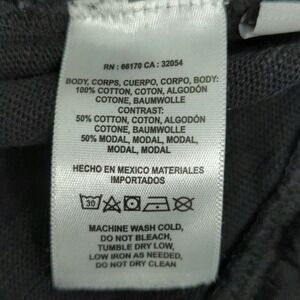 RN : 66170 CA : 32054
BODY, CORPS, CUERPO, CORPO, BODY:
100% COTTON, COTON, ALGODÓN
COTONE, BAUMWOLLE
CONTRAST:
50% COTTON, COTON, ALGODÓN
COTONE, BAUMWOLLE
50% MODAL, MODAL, MODAL,
MODAL, MODAL
HECHO EN MEXICO MATERIALES
IMPORTADOS
30
MACHINE WASH COLD,
DO NOT BLEACH,
TUMBLE DRY LOW,
LOW IRON AS NEEDED,
DO NOT DRY CLEAN